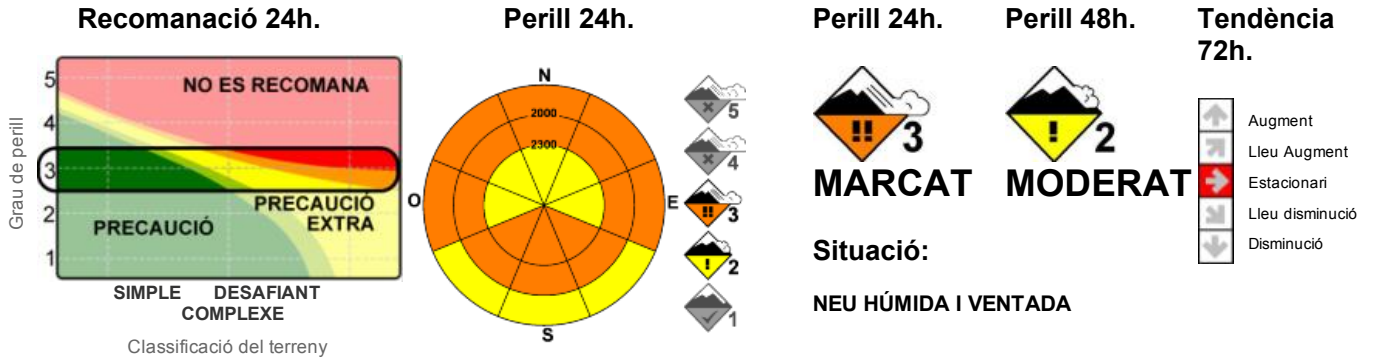 Recomanació 24h.
5
4
3
2
1
Grau de perill
NO ES RECOMANA
PRECAUCIÓ
PRECAUCIÓ
EXTRA
SIMPLE DESAFIANT
COMPLEXE
Classificació del terreny
Perill 24h.
N
2000
2300
O
E
S
5
4
3
2
1
Perill 24h.
!! 3
MARCAT
Perill 48h.
! 2
MODERAT
Situació:
NEU HÚMIDA I VENTADA
Tendència
72h.
Augment
Lleu Augment
Estacionari
Lleu disminució
Disminució